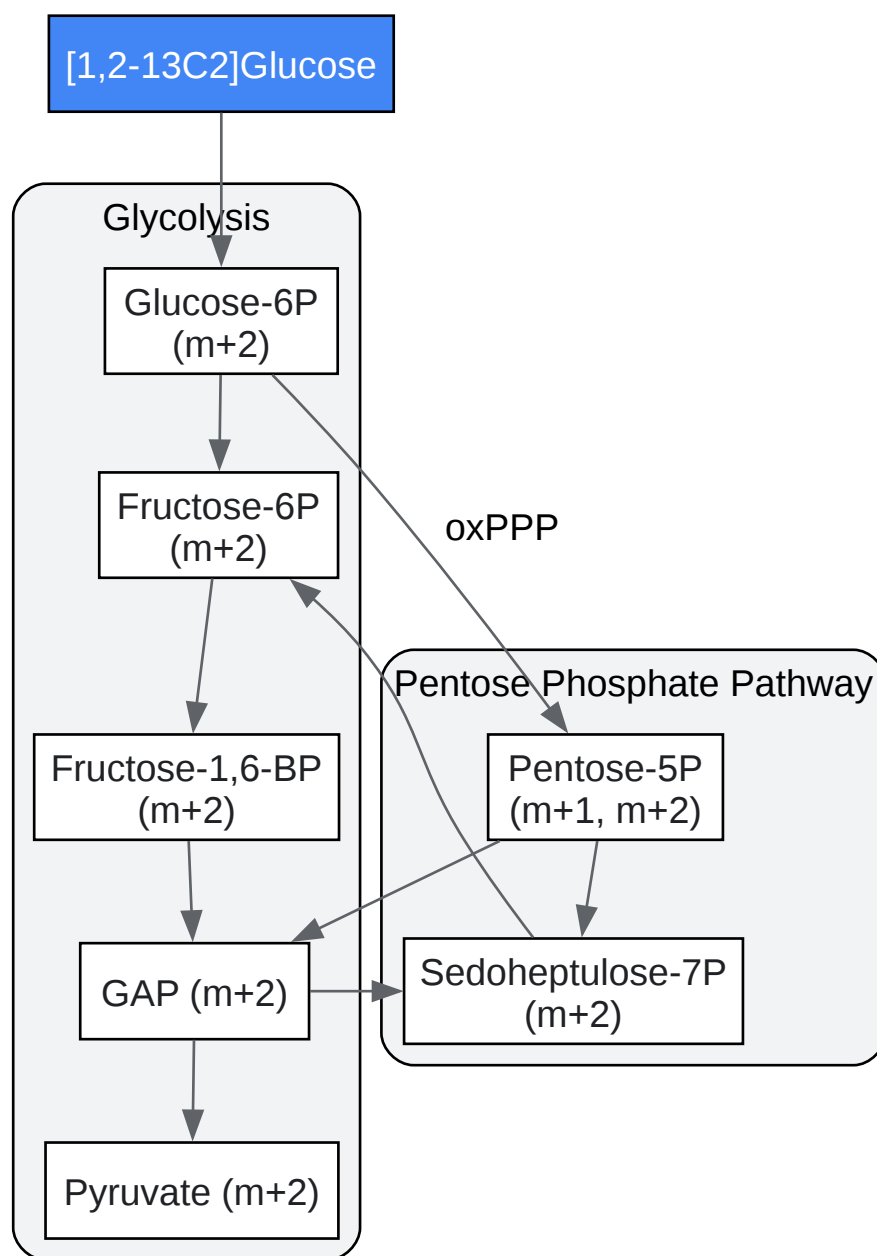 [1,2-13C2]Glucose
Glycolysis
Glucose-6P
(m+2)
Fructose-6P
(m+2)
oxPPP
Pentose Phosphate Pathway
Fructose-1,6-BP
(m+2)
Pentose-5P
(m+1, m+2)
GAP (m+2)
Sedoheptulose-7P
(m+2)
Pyruvate (m+2)